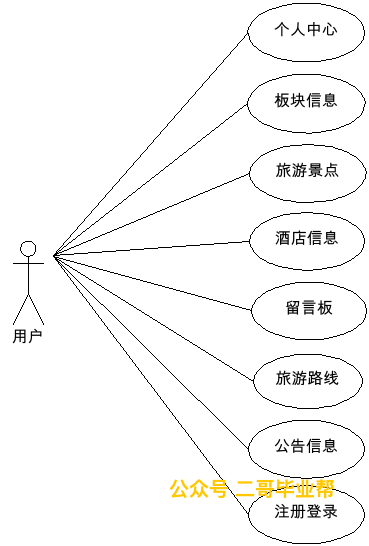 个人中心
板块信息
旅游景点
酒店信息
留言板
用户
旅游路线
公告信息
公众号 二哥毕业帮
注册登录